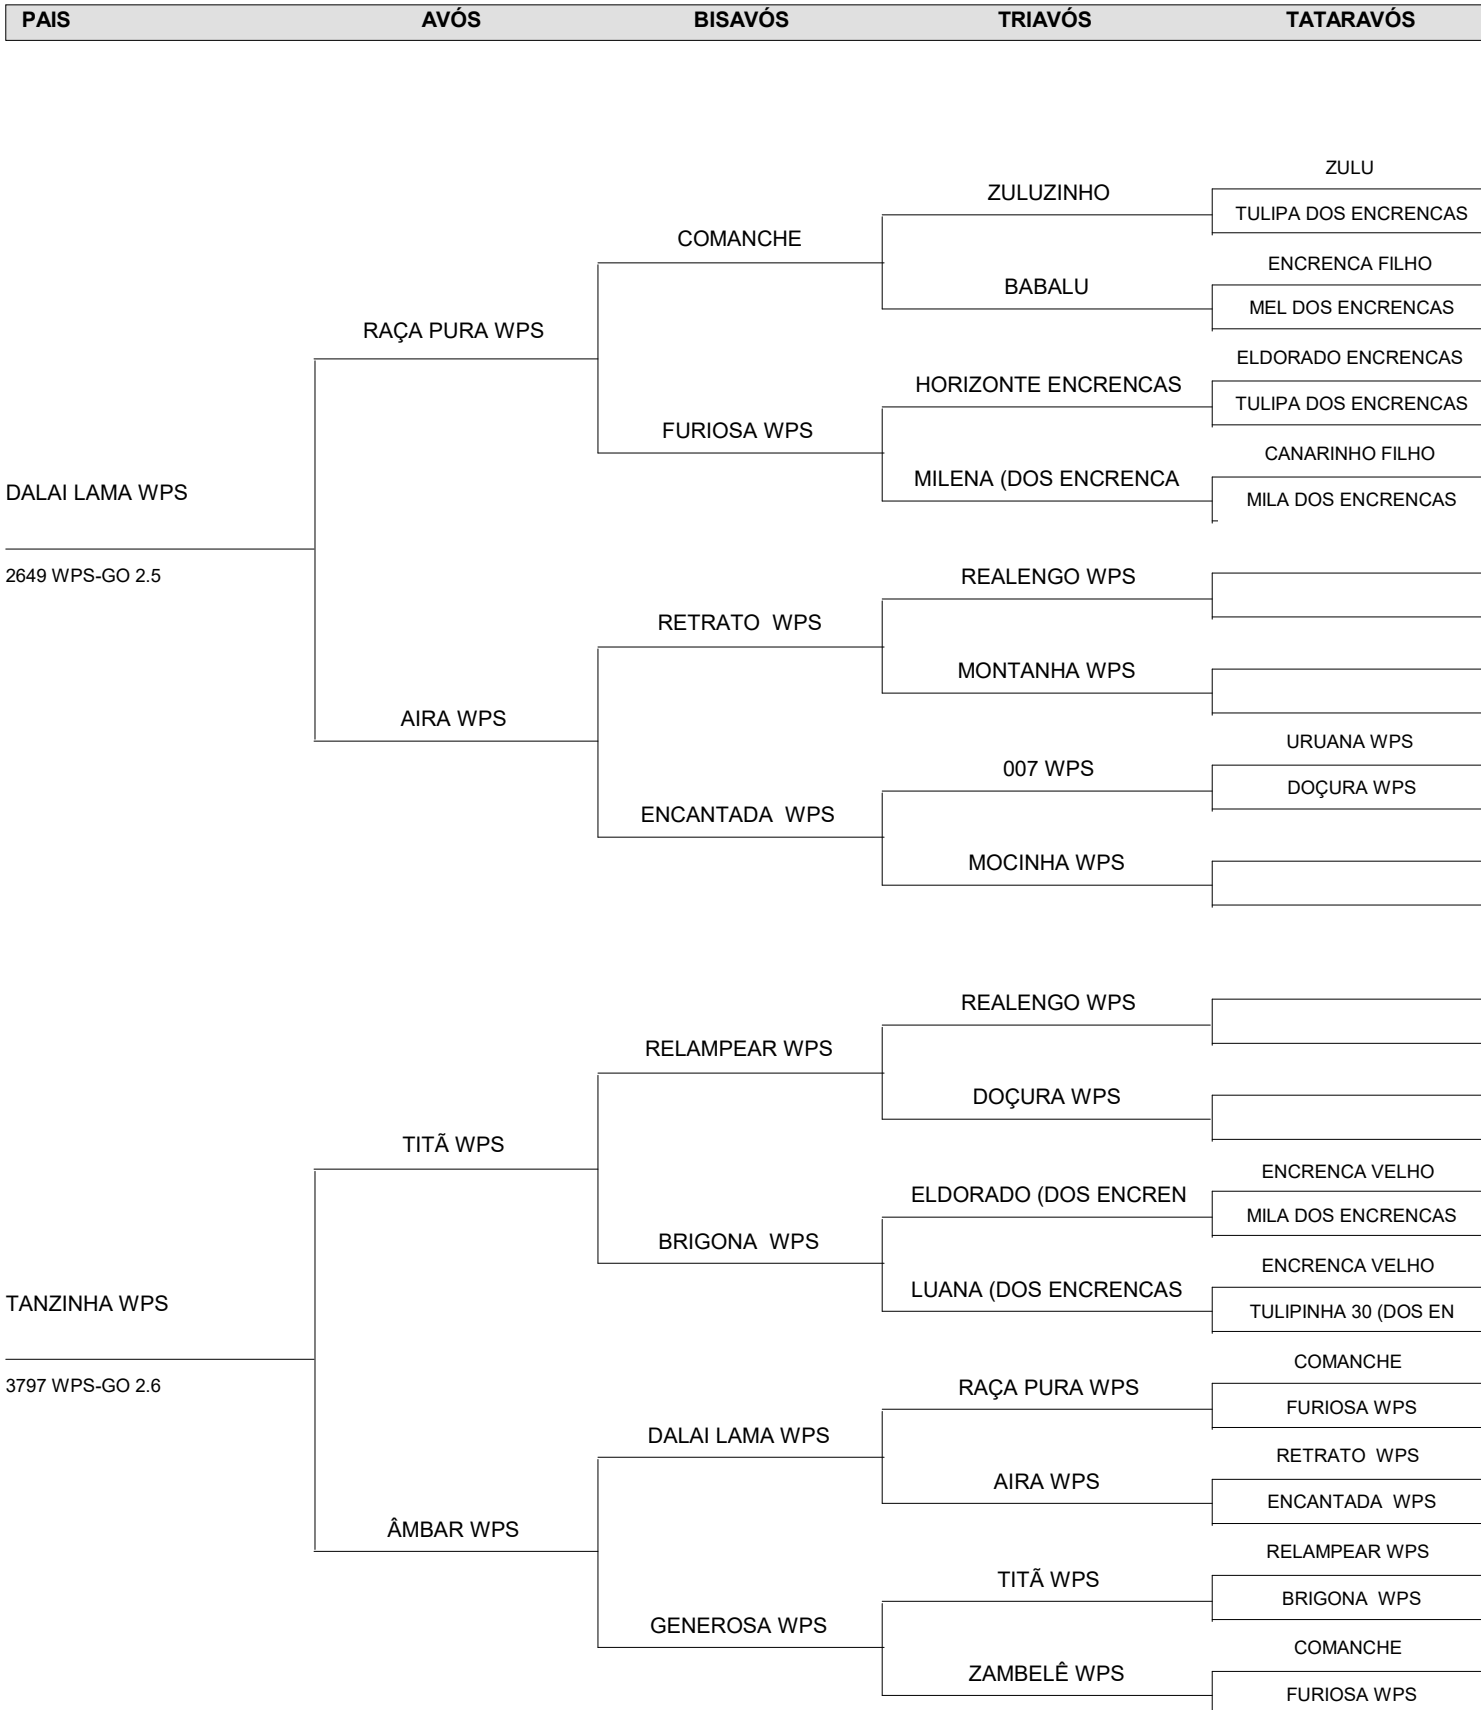 PAIS AVÓS BISAVÓS TRIAVÓS TATARAVÓS
ZULU
ZULUZINHO
TULIPA DOS ENCRENCAS
COMANCHE
ENCRENCA FILHO
BABALU
MEL DOS ENCRENCAS
RAÇA PURA WPS
ELDORADO ENCRENCAS
HORIZONTE ENCRENCAS
TULIPA DOS ENCRENCAS
FURIOSA WPS
CANARINHO FILHO
MILENA (DOS ENCRENCA
DALAI LAMA WPS
MILA DOS ENCRENCAS
2649 WPS-GO 2.5
REALENGO WPS
RETRATO  WPS
MONTANHA WPS
AIRA WPS
URUANA WPS
007 WPS
DOÇURA WPS
ENCANTADA  WPS
MOCINHA WPS
REALENGO WPS
RELAMPEAR WPS
DOÇURA WPS
TITÃ WPS
ENCRENCA VELHO
ELDORADO (DOS ENCREN
MILA DOS ENCRENCAS
BRIGONA  WPS
ENCRENCA VELHO
LUANA (DOS ENCRENCAS
TANZINHA WPS
TULIPINHA 30 (DOS EN
COMANCHE
3797 WPS-GO 2.6
RAÇA PURA WPS
FURIOSA WPS
DALAI LAMA WPS
RETRATO  WPS
AIRA WPS
ENCANTADA  WPS
ÂMBAR WPS
RELAMPEAR WPS
TITÃ WPS
BRIGONA  WPS
GENEROSA WPS
COMANCHE
ZAMBELÊ WPS
FURIOSA WPS